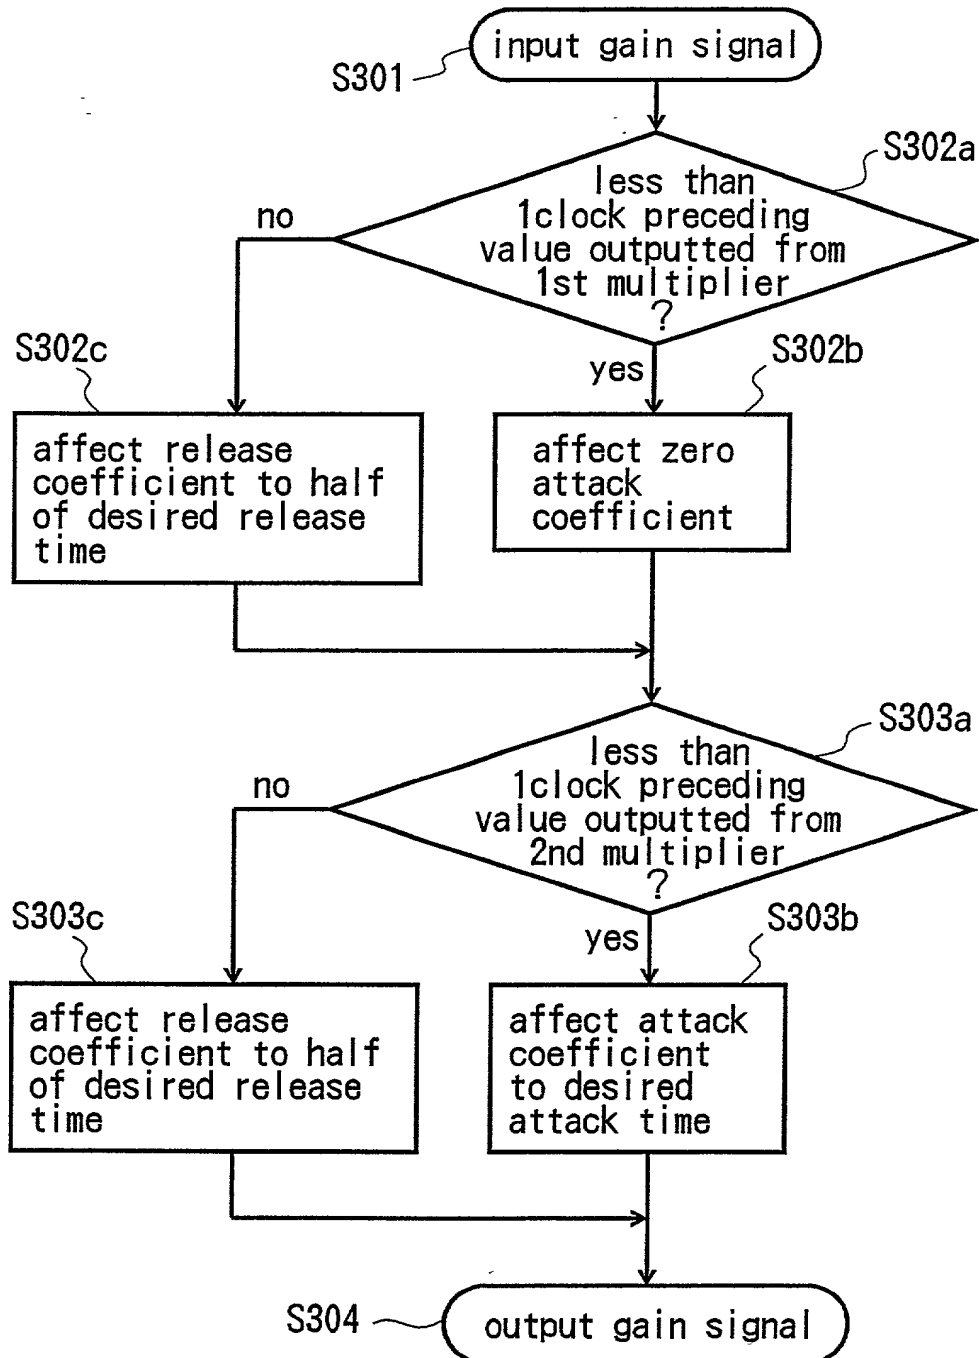 input gain signal
S301
S302a
less than
1clock preceding
value outputted from
1st multiplier
?
no
yes
S302c
S302b
affect release
coefficient to half
of desired release
time
affect zero
attack
coefficient
S303a
less than
1clock preceding
value outputted from
2nd multiplier
?
no
yes
S303c
S303b
affect release
coefficient to half
of desired release
time
affect attack
coefficient
to desired
attack time
S304
output gain signal